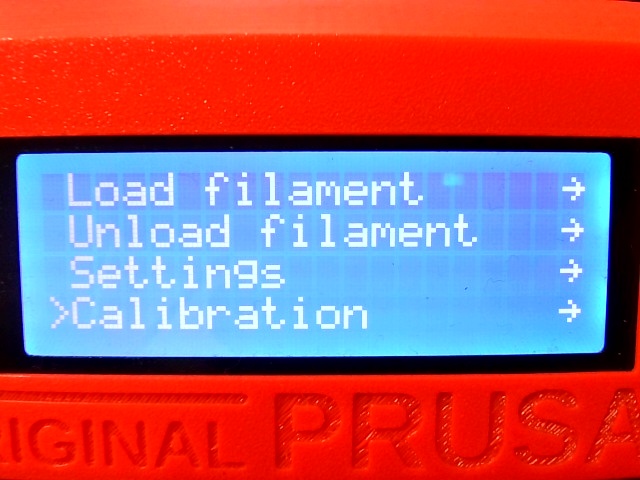 Load filament →
Unload filament →
Settings →
>Calibration →
RIGINAL PRUSA